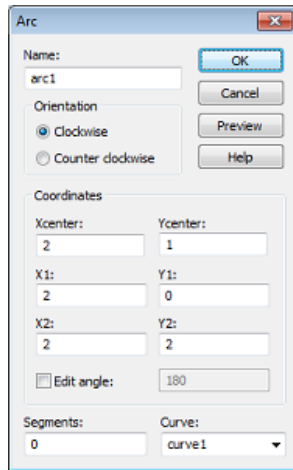 Arc
Name:
arc1
OK
Cancel
Orientation
Clockwise
Preview
Counter clockwise
Help
Coordinates
Xcenter:
Ycenter:
2
1
X1:
Y1:
2
0
X2:
Y2:
2
2
Edit angle:
180
Segments:
Curve:
0
curve1